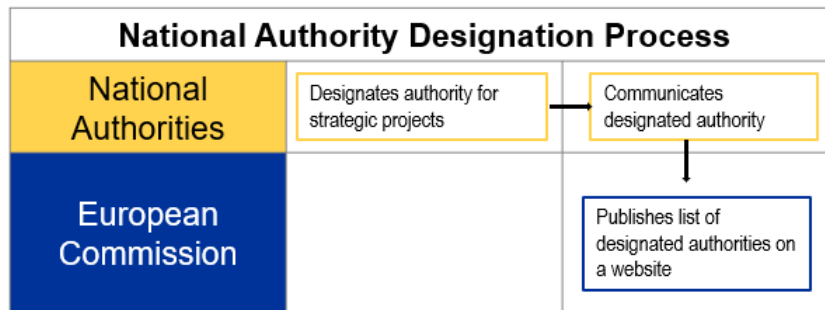 National Authority Designation Process
National
Authorities
Designates authority for
strategic projects
Communicates
designated authority
European
Commission
Publishes list of
designated authorities on
a website